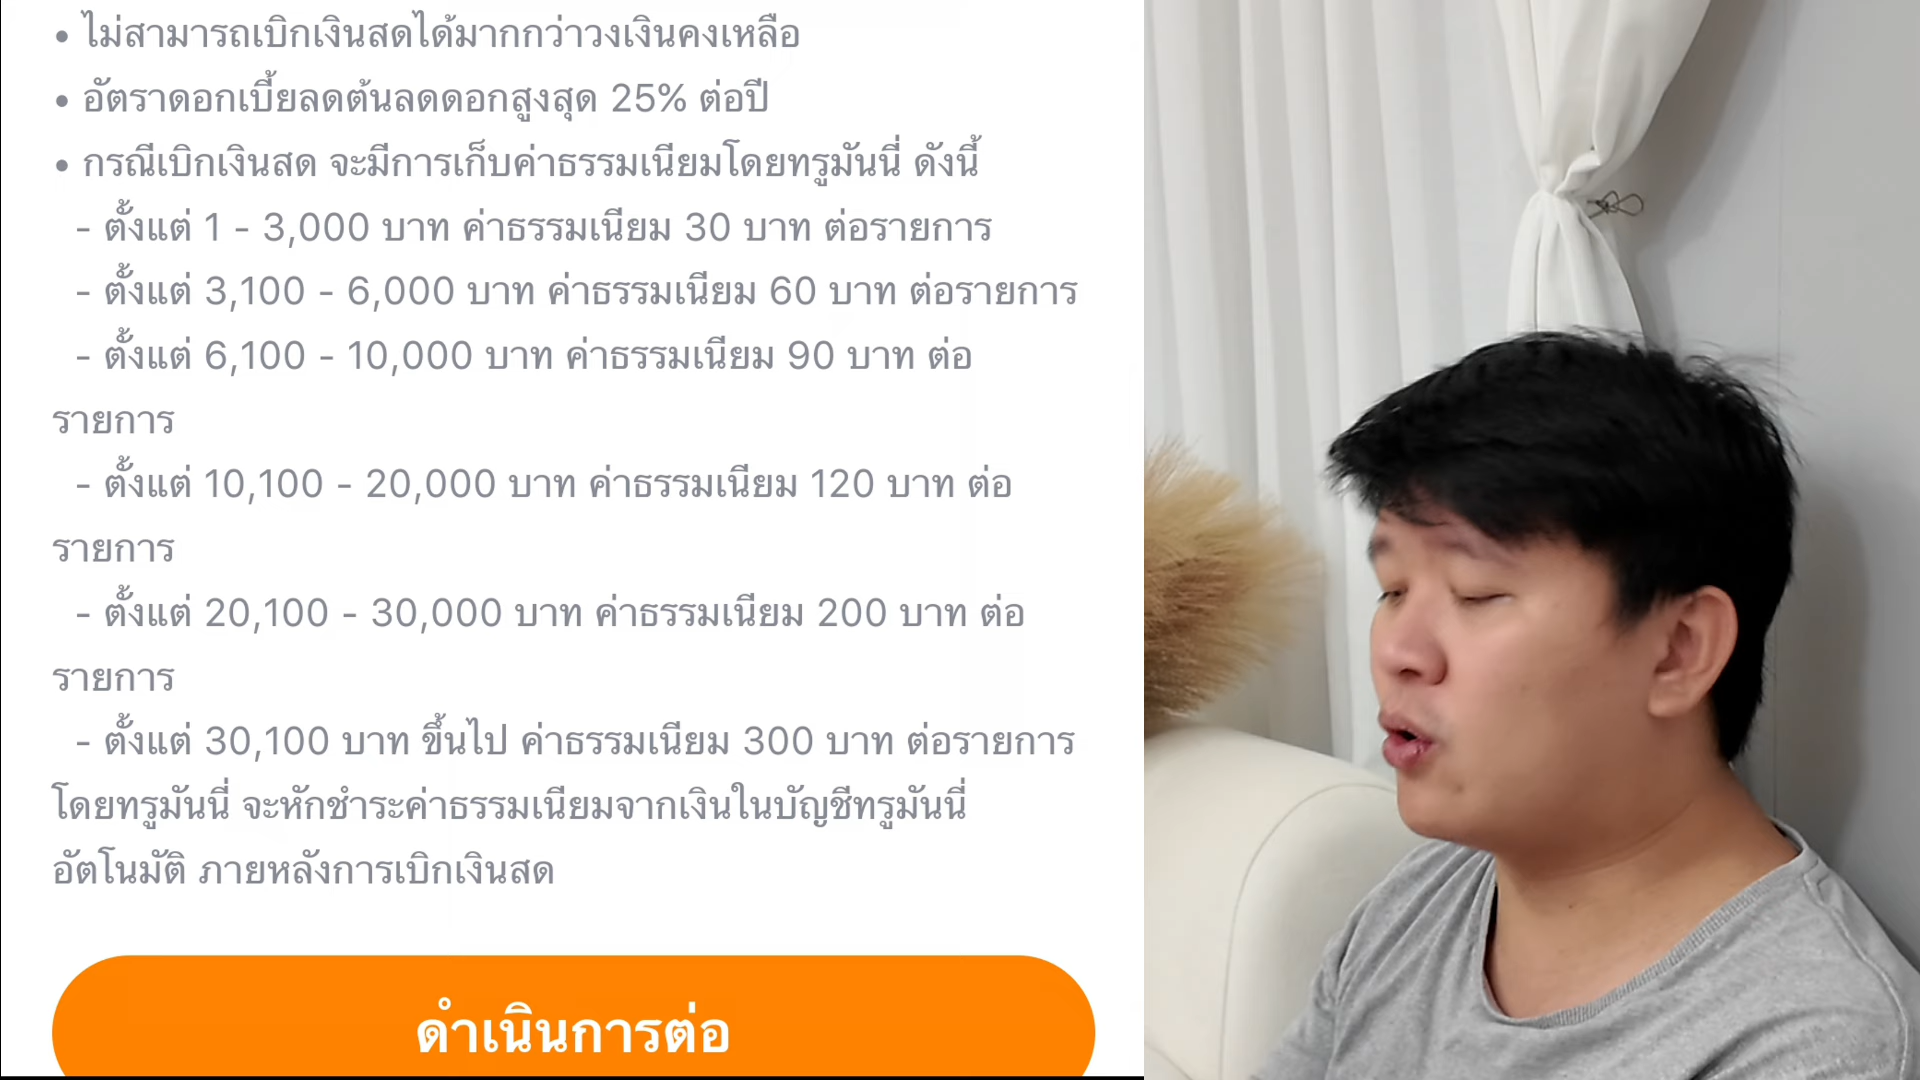 • ไม่สามารถเบิกเงินสดได้มากกว่าวงเงินคงเหลือ
• อัตราดอกเบี้ยลดต้นลดดอกสูงสุด 25% ต่อปี
• กรณีเบิกเงินสด จะมีการเก็บค่าธรรมเนียมโดยทรูมันนี่ ดังนี้
- ตั้งแต่ 1 - 3,000 บาท ค่าธรรมเนียม 30 บาท ต่อรายการ
- ตั้งแต่ 3,100 - 6,000 บาท ค่าธรรมเนียม 60 บาท ต่อรายการ
- ตั้งแต่ 6,100 - 10,000 บาท ค่าธรรมเนียม 90 บาท ต่อ
รายการ
- ตั้งแต่ 10,100 - 20,000 บาท ค่าธรรมเนียม 120 บาท ต่อ
รายการ
- ตั้งแต่ 20,100 - 30,000 บาท ค่าธรรมเนียม 200 บาท ต่อ
รายการ
- ตั้งแต่ 30,100 บาท ขึ้นไป ค่าธรรมเนียม 300 บาท ต่อรายการ
โดยทรูมันนี่ จะหักชำระค่าธรรมเนียมจากเงินในบัญชีทรูมันนี่
อัตโนมัติ ภายหลังการเบิกเงินสด
ดำเนินการต่อ